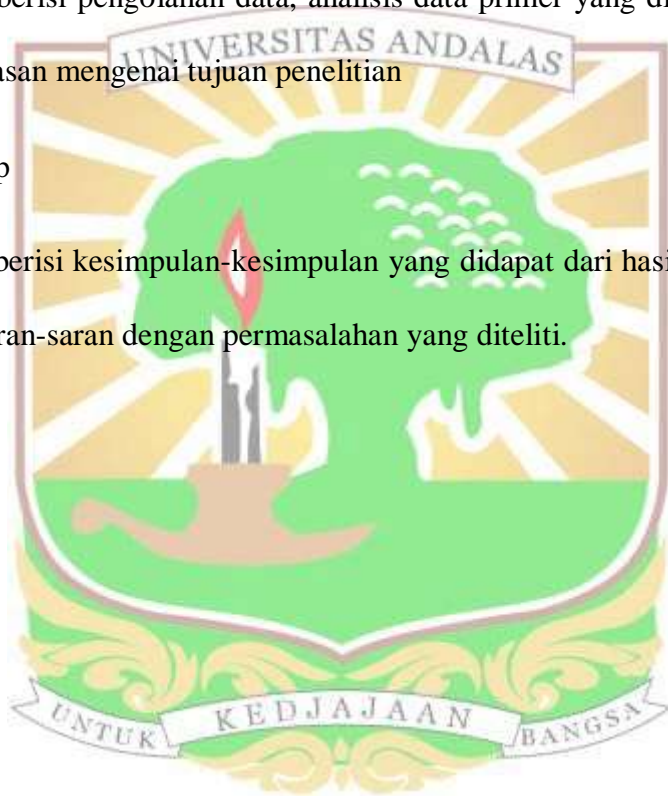 berisi pengolahan data, analisis data primer yang di
UNIVERSITAS ANDALAS
asan mengenai tujuan penelitian
p
berisi kesimpulan-kesimpulan yang didapat dari hasi
ran-saran dengan permasalahan yang diteliti.
UNTUK KEDJAJAAN BANGSA